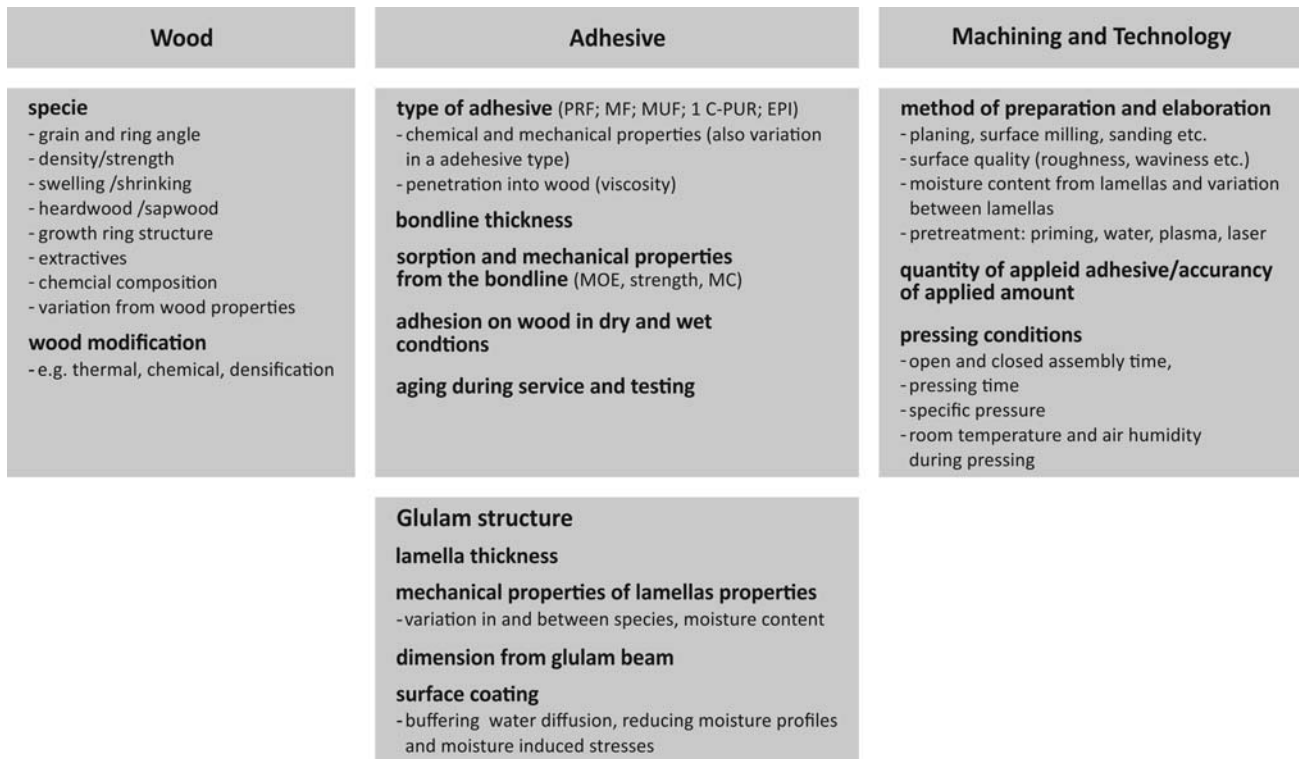 Wood
specie
- grain and ring angle
- density/strength
- swelling /shrinking
- heardwood /sapwood
- growth ring structure
- extractives
- chemcial composition
- variation from wood properties
wood modification
- e.g. thermal, chemical, densification
Adhesive
type of adhesive (PRF; MF; MUF; 1 C-PUR; EPI)
- chemical and mechanical properties (also variation
in a adehesive type)
- penetration into wood (viscosity)
bondline thickness
sorption and mechanical properties
from the bondline (MOE, strength, MC)
adhesion on wood in dry and wet
condtions
aging during service and testing
Machining and Technology
method of preparation and elaboration
- planing, surface milling, sanding etc.
- surface quality (roughness, waviness etc.)
- moisture content from lamellas and variation
between lamellas
- pretreatment: priming, water, plasma, laser
quantity of appleid adhesive/accurancy
of applied amount
pressing conditions
- open and closed assembly time,
- pressing time
- specific pressure
- room temperature and air humidity
during pressing
Glulam structure
lamella thickness
mechanical properties of lamellas properties
- variation in and between species, moisture content
dimension from glulam beam
surface coating
- buffering water diffusion, reducing moisture profiles
and moisture induced stresses